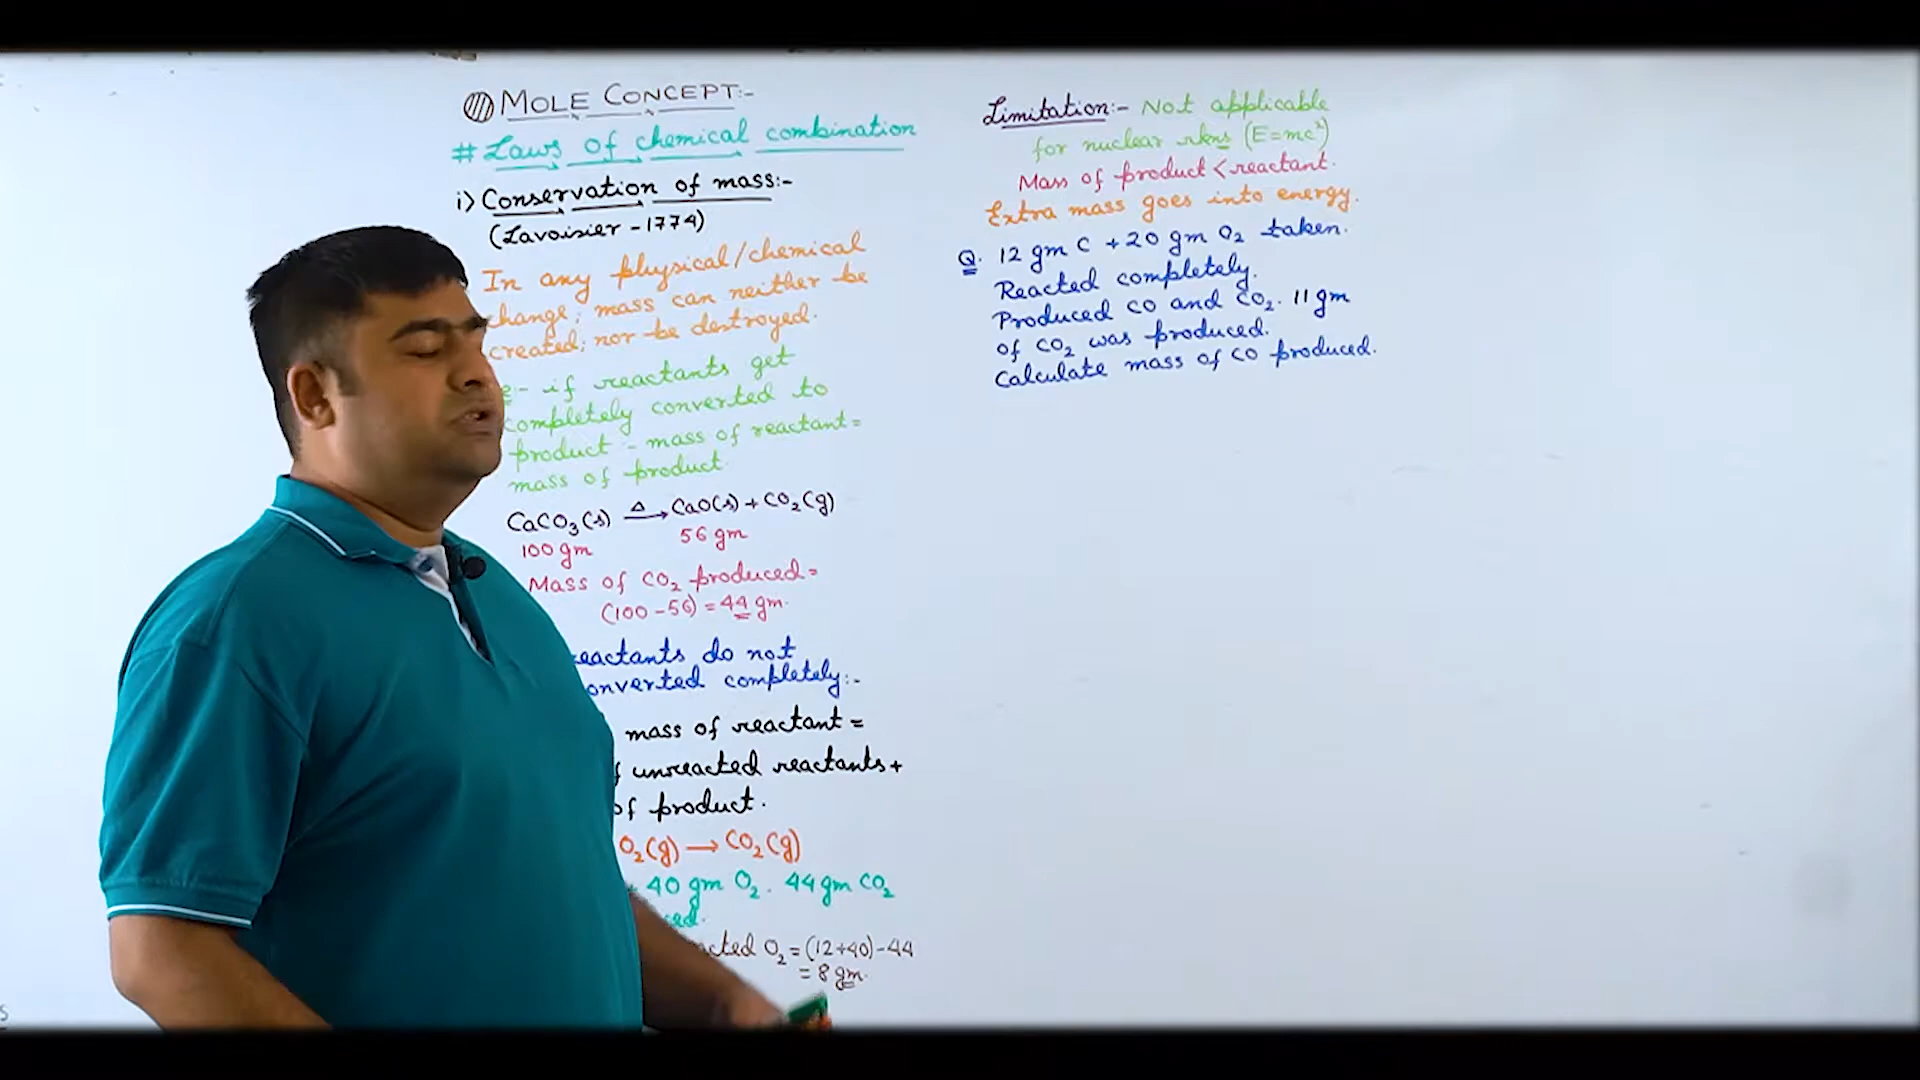 MOLE CONCEPT:-
# Laws of chemical combination
i) Conservation of mass:-
(Lavoisier - 1774)
In any physical/chemical
change; mass can neither be
created; nor be destroyed.
:- if reactants get
completely converted to
product - mass of reactant =
mass of product.
CaCO3(s) Δ→ CaO(s) + CO2(g)
100 gm 56 gm
Mass of CO2 produced =
(100 - 56) = 44 gm.
reactants do not
converted completely:-
mass of reactant =
unreacted reactants +
of product.
O2(g) → CO2(g)
+ 40 gm O2. 44 gm CO2
O2 = (12+40) - 44
= 8 gm.
Limitation:- Not applicable
for nuclear rxns (E=mc²)
Mass of product < reactant.
Extra mass goes into energy.
Q. 12 gm C + 20 gm O2 taken.
Reacted completely.
Produced CO and CO2. 11 gm
of CO2 was produced.
Calculate mass of CO produced.